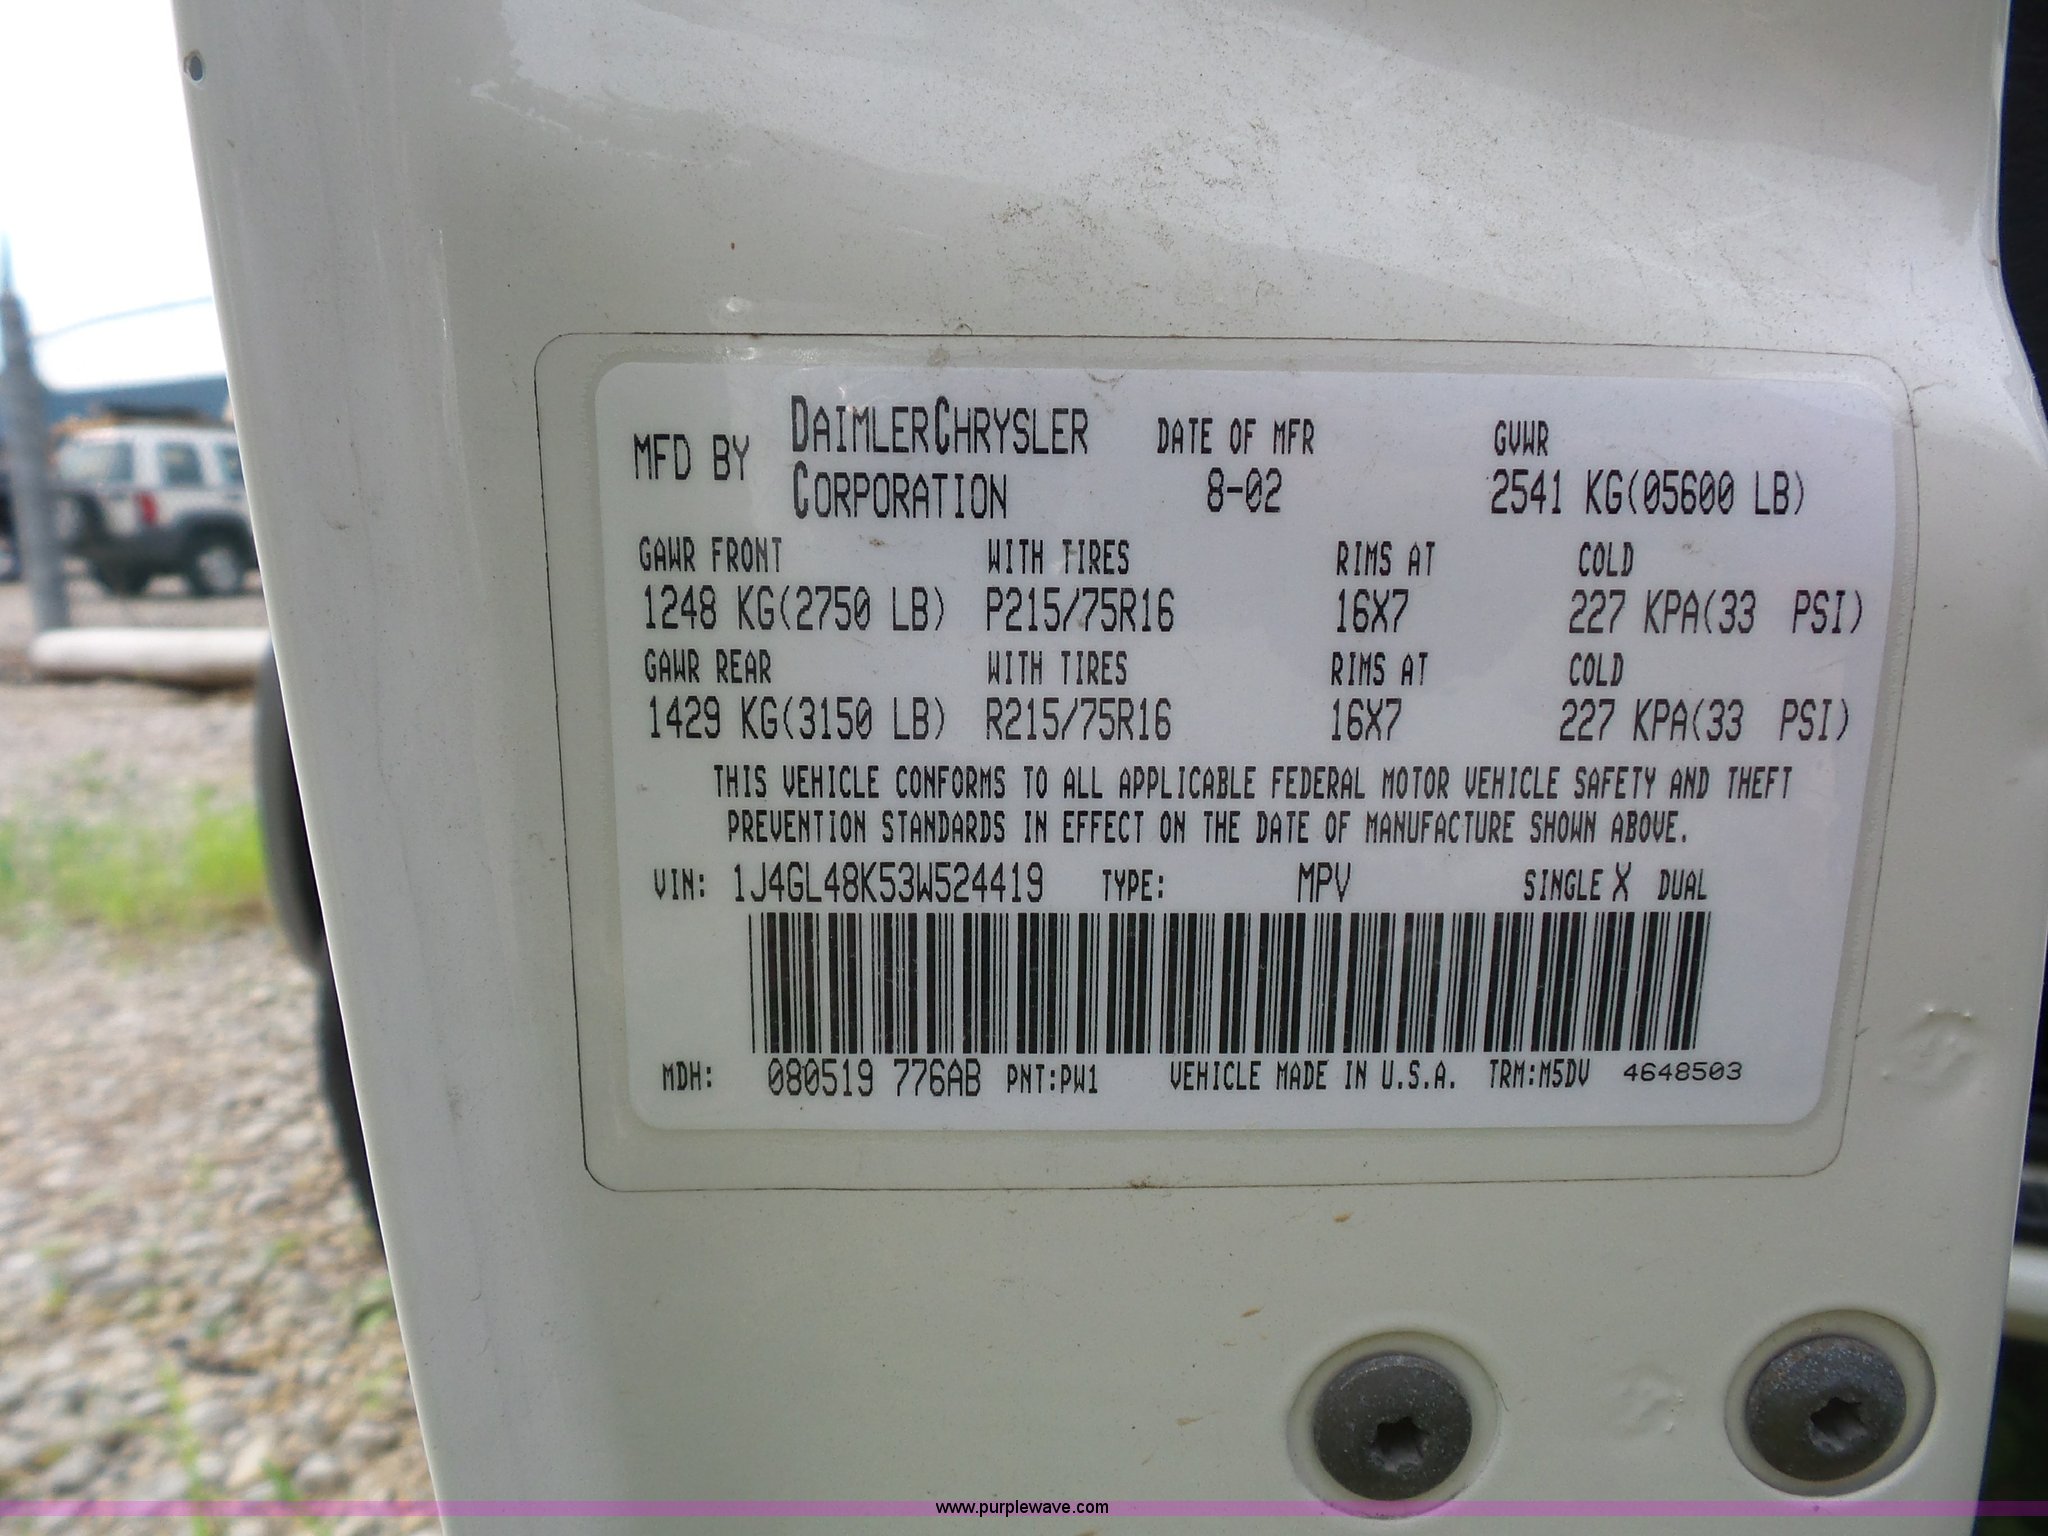 MFD BY DAIMLERCHRYSLER CORPORATION DATE OF MFR 8-02 GVWR 2541 KG(05600 LB)
GAWR FRONT WITH TIRES RIMS AT COLD
1248 KG(2750 LB) P215/75R16 16X7 227 KPA(33 PSI)
GAWR REAR WITH TIRES RIMS AT COLD
1429 KG(3150 LB) R215/75R16 16X7 227 KPA(33 PSI)
THIS VEHICLE CONFORMS TO ALL APPLICABLE FEDERAL MOTOR VEHICLE SAFETY AND THEFT
PREVENTION STANDARDS IN EFFECT ON THE DATE OF MANUFACTURE SHOWN ABOVE.
VIN: 1J4GL48K53W524419 TYPE: MPV SINGLE X DUAL
MDH: 080519 776AB PNT:PW1 VEHICLE MADE IN U.S.A. TRM:M5DV 4648503
www.purplewave.com